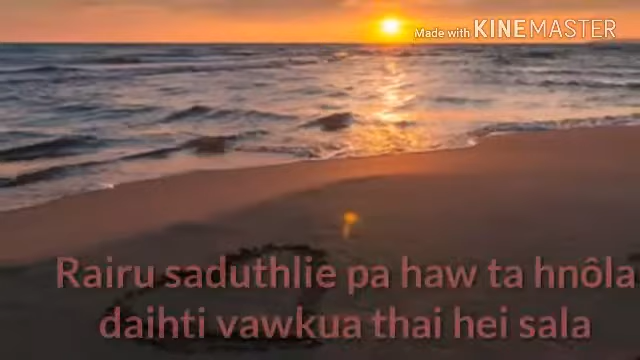 Made with KINEMASTER
Rairu saduthlie pa haw ta hnôla
daihti vawkua thai hei sala